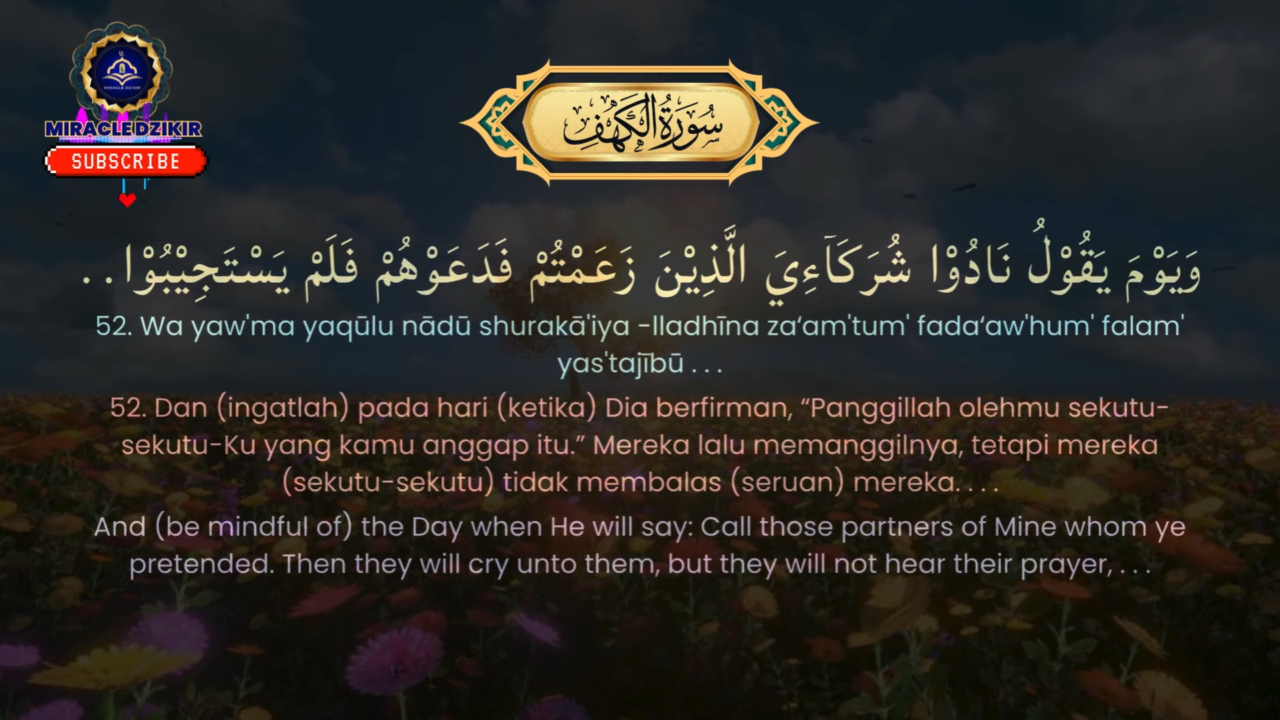 MIRACLE DZIKIR
SUBSCRIBE
سُورَةُ الكَهْفِ
وَيَوْمَ يَقُوْلُ نَادُوْا شُرَكَآءِيَ الَّذِيْنَ زَعَمْتُمْ فَدَعَوْهُمْ فَلَمْ يَسْتَجِيْبُوْا . .
52. Wa yaw'ma yaqūlu nādū shurakā'iya -lladhīna za‘am'tum' fada‘aw'hum' falam'
yas'tajībū . . .
52. Dan (ingatlah) pada hari (ketika) Dia berfirman, “Panggillah olehmu sekutu-
sekutu-Ku yang kamu anggap itu.” Mereka lalu memanggilnya, tetapi mereka
(sekutu-sekutu) tidak membalas (seruan) mereka. . . .
And (be mindful of) the Day when He will say: Call those partners of Mine whom ye
pretended. Then they will cry unto them, but they will not hear their prayer, . . .